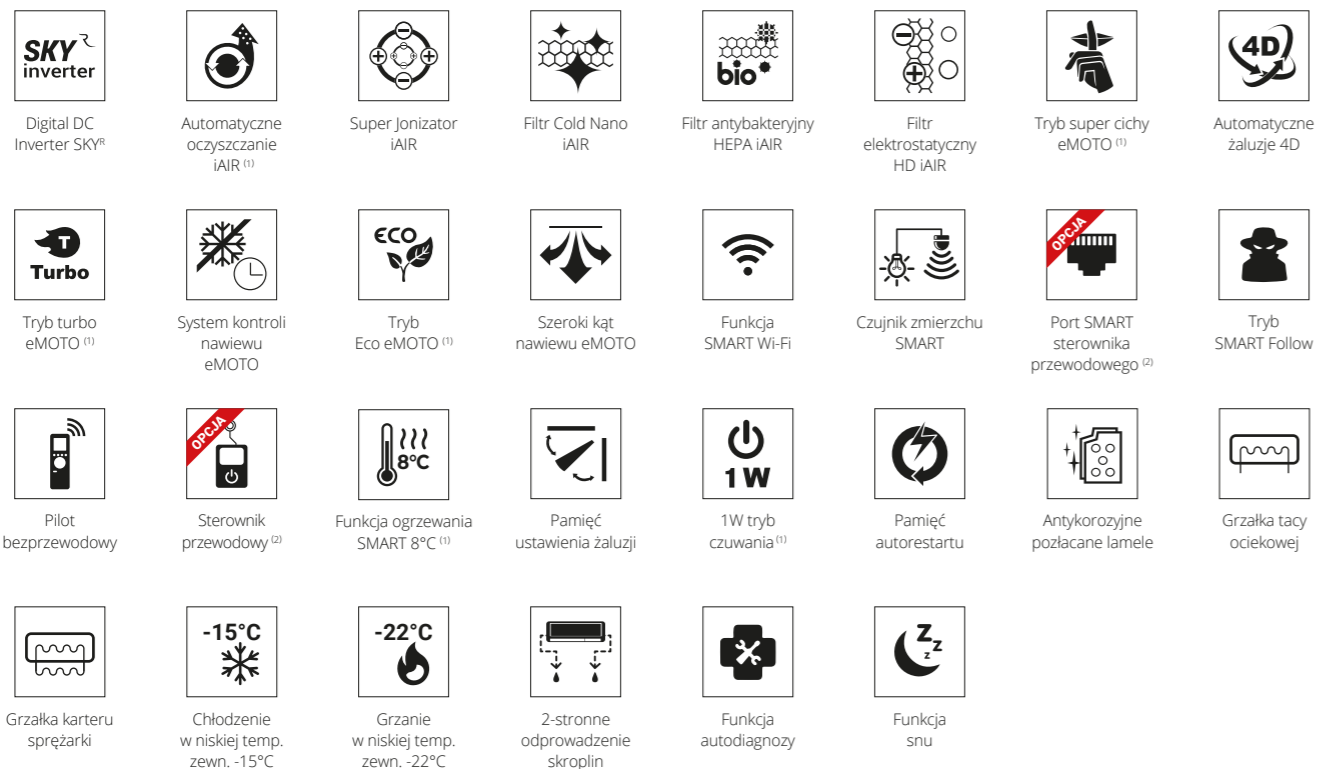 SKY R
inverter
Digital DC
Inverter SKYᴿ
Automatyczne
oczyszczanie
iAIR (1)
Super Jonizator
iAIR
Filtr Cold Nano
iAIR
bio
Filtr antybakteryjny
HEPA iAIR
Filtr
elektrostatyczny
HD iAIR
Tryb super cichy
eMOTO (1)
4D
Automatyczne
żaluzje 4D
T
Turbo
Tryb turbo
eMOTO (1)
System kontroli
nawiewu
eMOTO
ECO
Tryb
Eco eMOTO (1)
Szeroki kąt
nawiewu eMOTO
Funkcja
SMART Wi-Fi
Czujnik zmierzchu
SMART
OPCJA
Port SMART
sterownika
przewodowego (2)
Tryb
SMART Follow
Pilot
bezprzewodowy
OPCJA
Sterownik
przewodowy (2)
8°C
Funkcja ogrzewania
SMART 8°C (1)
Pamięć
ustawienia żaluzji
1W
1W tryb
czuwania (1)
Pamięć
autorestartu
Antykorozyjne
pozłacane lamele
Grzałka tacy
ociekowej
Grzałka karteru
sprężarki
-15°C
Chłodzenie
w niskiej temp.
zewn. -15°C
-22°C
Grzanie
w niskiej temp.
zewn. -22°C
2-stronne
odprowadzenie
skroplin
Funkcja
autodiagnozy
Z z z
Funkcja
snu